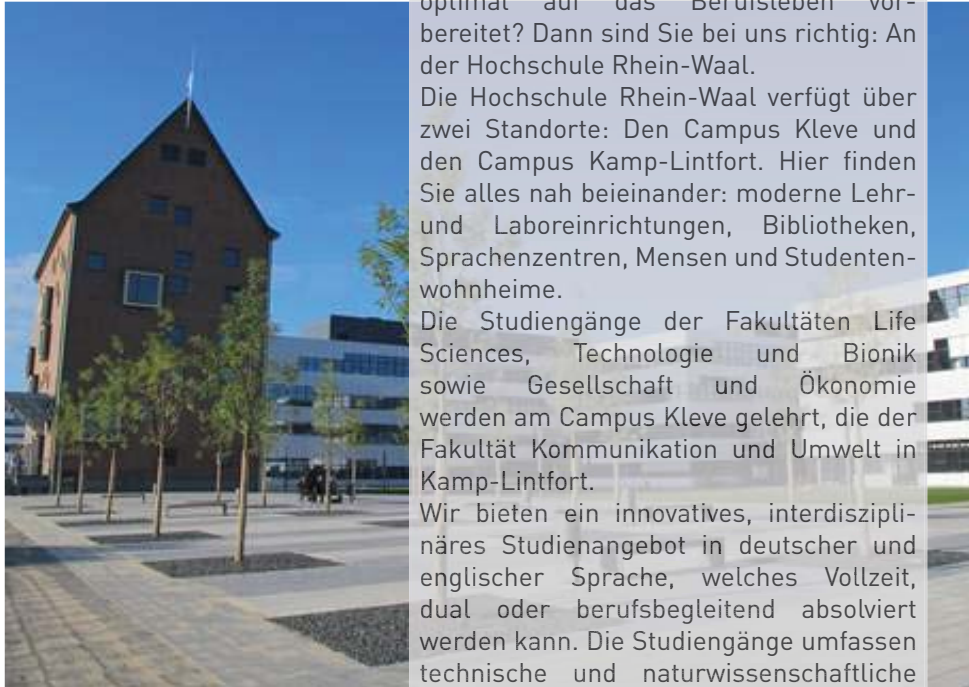 optimal auf das Berufsleben vor-
bereitet? Dann sind Sie bei uns richtig: An
der Hochschule Rhein-Waal.
Die Hochschule Rhein-Waal verfügt über
zwei Standorte: Den Campus Kleve und
den Campus Kamp-Lintfort. Hier finden
Sie alles nah beieinander: moderne Lehr-
und Laboreinrichtungen, Bibliotheken,
Sprachenzentren, Mensen und Studenten-
wohnheime.
Die Studiengänge der Fakultäten Life
Sciences, Technologie und Bionik
sowie Gesellschaft und Ökonomie
werden am Campus Kleve gelehrt, die der
Fakultät Kommunikation und Umwelt in
Kamp-Lintfort.
Wir bieten ein innovatives, interdiszipli-
näres Studienangebot in deutscher und
englischer Sprache, welches Vollzeit,
dual oder berufsbegleitend absolviert
werden kann. Die Studiengänge umfassen
technische und naturwissenschaftliche